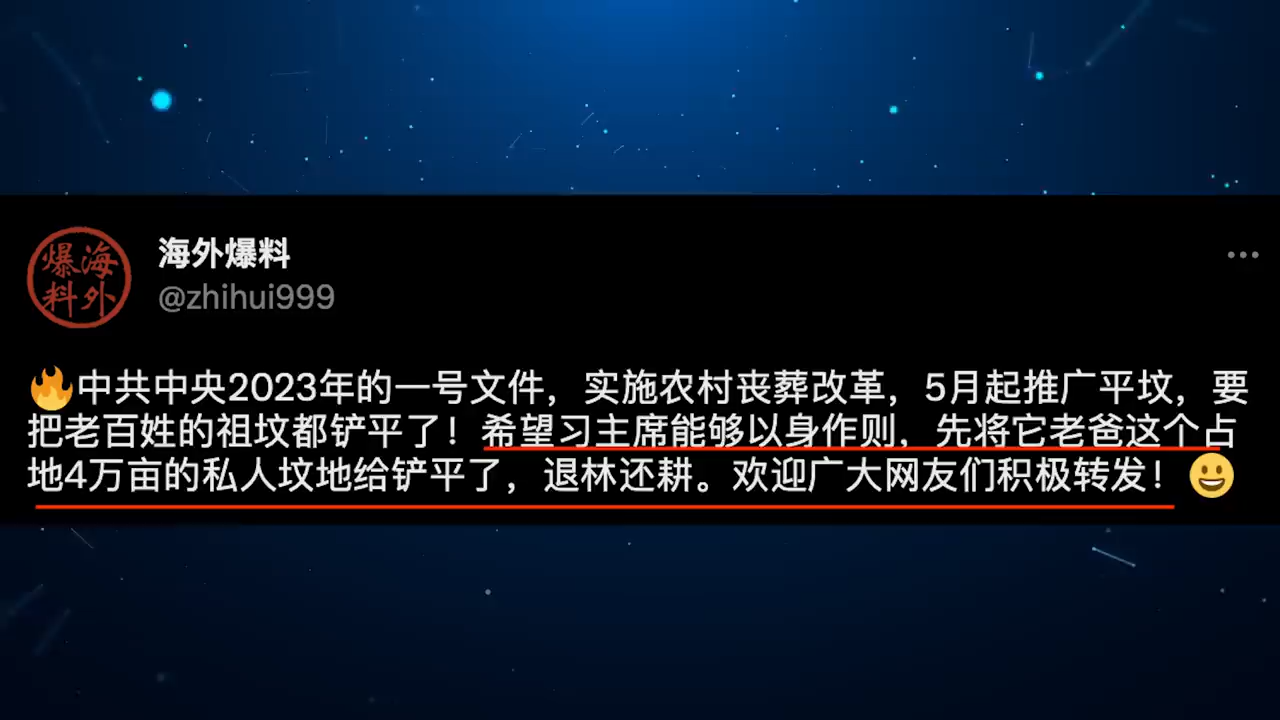 爆海
料外
海外爆料
@zhihui999
🔥中共中央2023年的一号文件，实施农村丧葬改革，5月起推广平坟，要
把老百姓的祖坟都铲平了！希望习主席能够以身作则，先将它老爸这个占
地4万亩的私人坟地给铲平了，退林还耕。欢迎广大网友们积极转发！😀